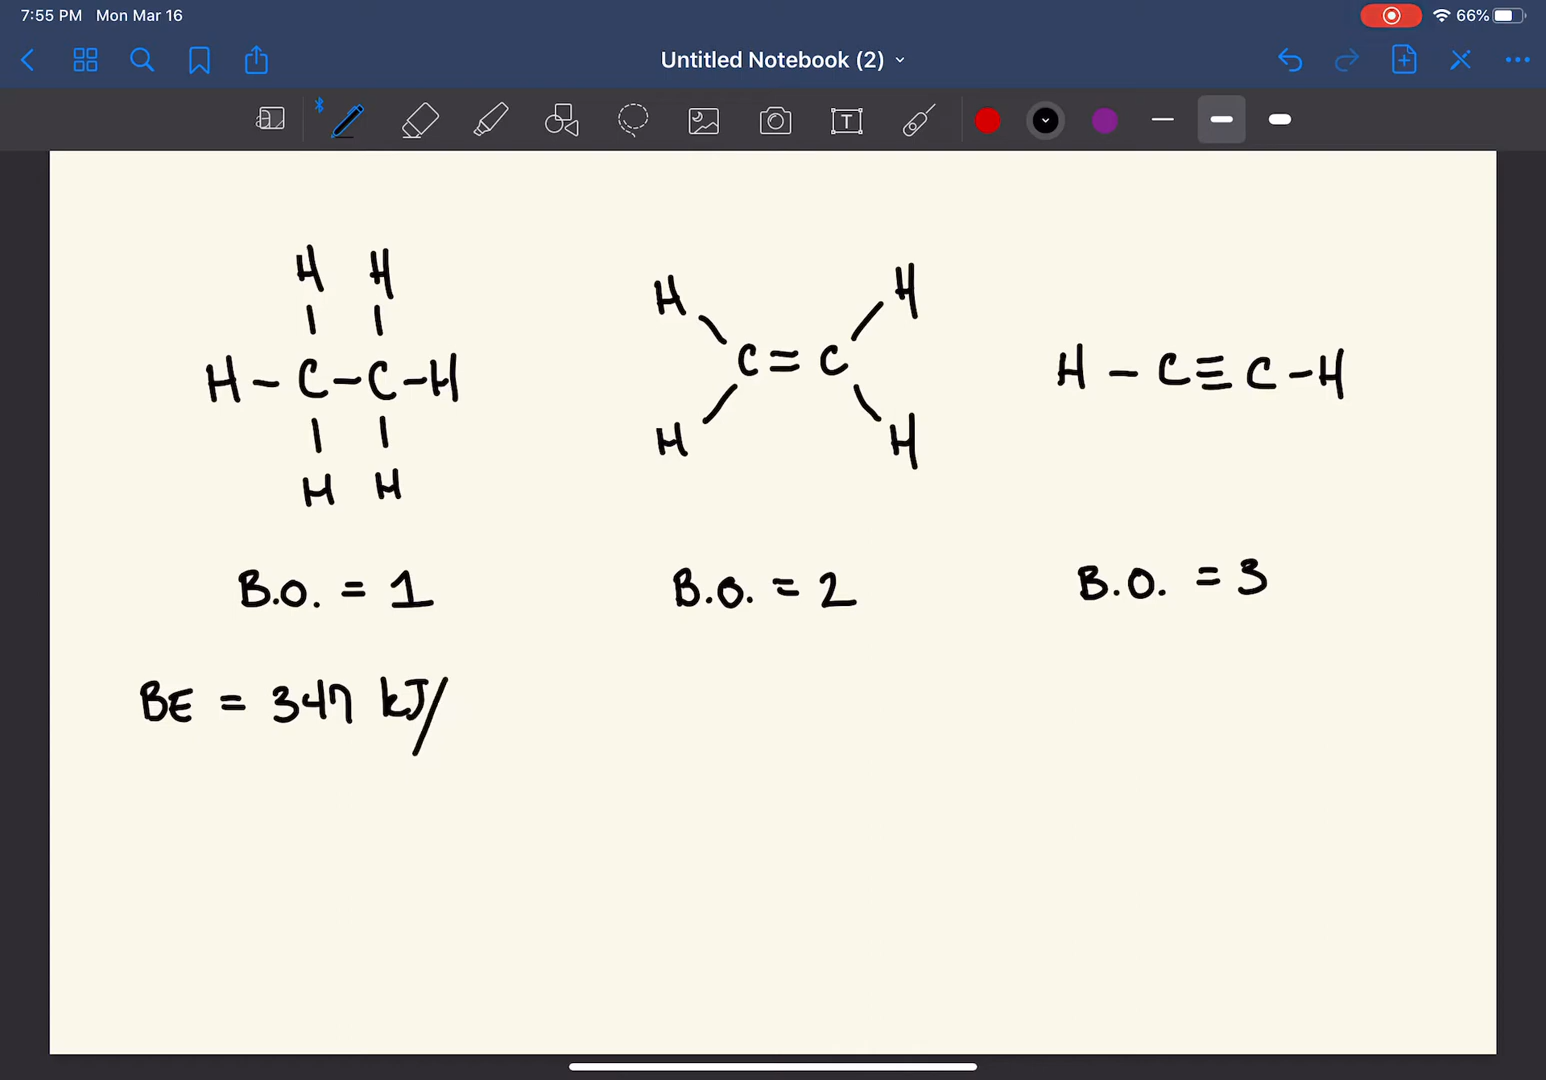 7:55 PM Mon Mar 16
66%
Untitled Notebook (2)
T
H H
H H
H - C ≡ C - H
H - C - C - H
C = C
H H
H H
B.O. = 1
B.O. = 2
B.O. = 3
BE = 347 kJ/